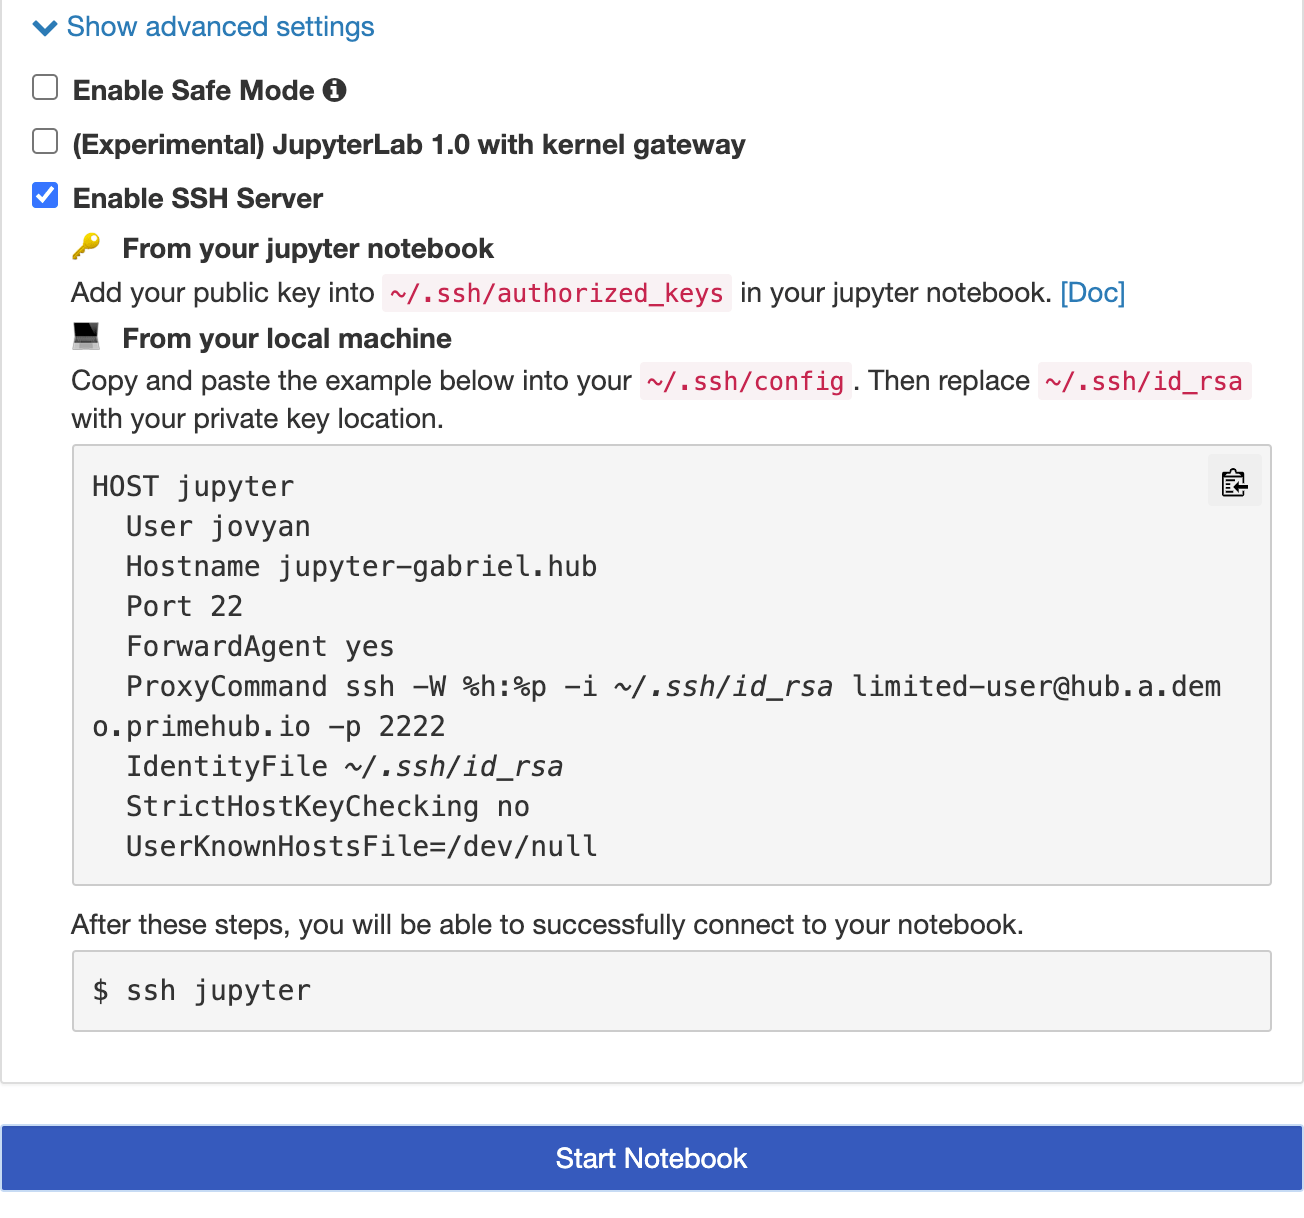 Show advanced settings
Enable Safe Mode
(Experimental) JupyterLab 1.0 with kernel gateway
Enable SSH Server
From your jupyter notebook
Add your public key into ~/.ssh/authorized_keys in your jupyter notebook. [Doc]
From your local machine
Copy and paste the example below into your ~/.ssh/config. Then replace ~/.ssh/id_rsa
with your private key location.
HOST jupyter
  User jovyan
  Hostname jupyter-gabriel.hub
  Port 22
  ForwardAgent yes
  ProxyCommand ssh -W %h:%p -i ~/.ssh/id_rsa limited-user@hub.a.dem
o.primehub.io -p 2222
  IdentityFile ~/.ssh/id_rsa
  StrictHostKeyChecking no
  UserKnownHostsFile=/dev/null
After these steps, you will be able to successfully connect to your notebook.
$ ssh jupyter
Start Notebook